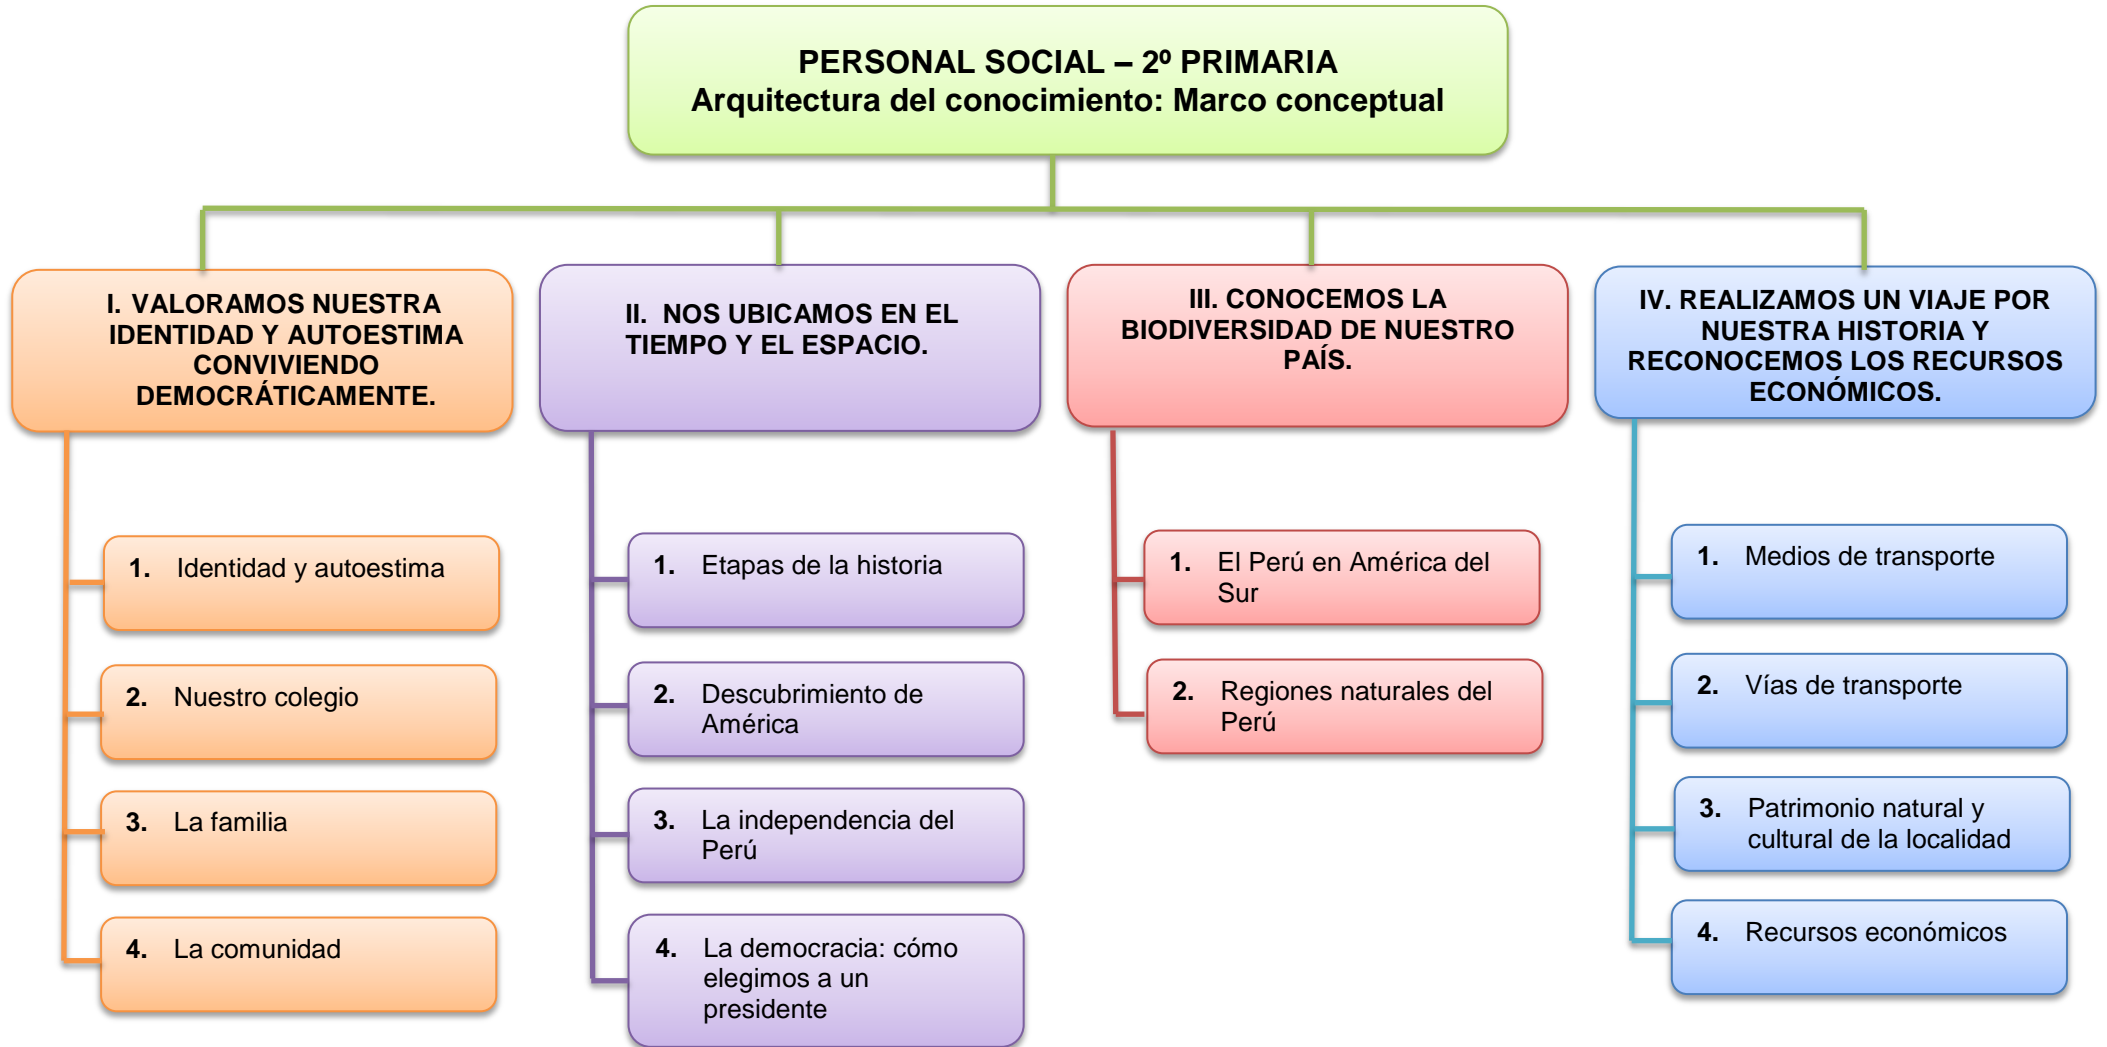 PERSONAL SOCIAL – 2º PRIMARIA
Arquitectura del conocimiento: Marco conceptual
I. VALORAMOS NUESTRA
IDENTIDAD Y AUTOESTIMA
CONVIVIENDO
DEMOCRÁTICAMENTE.
1. Identidad y autoestima
2. Nuestro colegio
3. La familia
4. La comunidad
II. NOS UBICAMOS EN EL
TIEMPO Y EL ESPACIO.
1. Etapas de la historia
2. Descubrimiento de
América
3. La independencia del
Perú
4. La democracia: cómo
elegimos a un
presidente
III. CONOCEMOS LA
BIODIVERSIDAD DE NUESTRO
PAÍS.
1. El Perú en América del
Sur
2. Regiones naturales del
Perú
IV. REALIZAMOS UN VIAJE POR
NUESTRA HISTORIA Y
RECONOCEMOS LOS RECURSOS
ECONÓMICOS.
1. Medios de transporte
2. Vías de transporte
3. Patrimonio natural y
cultural de la localidad
4. Recursos económicos